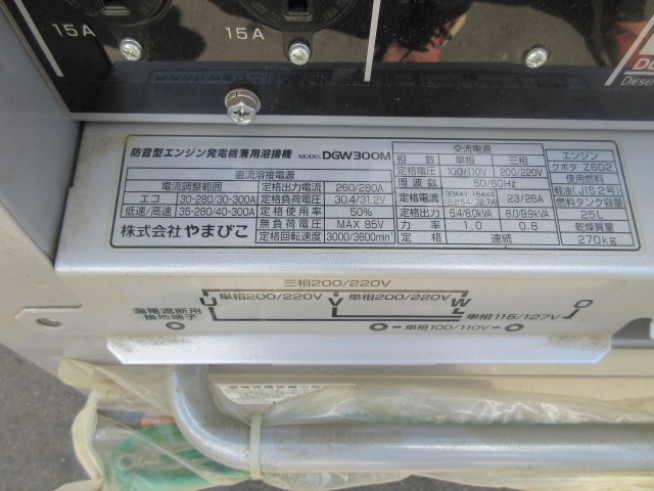 15A
15A
DIESEL
防音型エンジン発電機兼用溶接機 MODEL DGW300M
直流溶接電源
電流調整範囲
エコ 30-280/30-300A
低速/高速 35-280/40-300A
定格出力電流 260/280A
定格負荷電圧 30.4/31.2V
定格使用率 50%
無負荷電圧 MAX 85V
定格回転速度 3000/3600min⁻¹
株式会社やまびこ
交流電源
相数 単相 三相
定格電圧 100/110V 200/220V
周波数 50/60Hz
定格電流 23/26A
定格出力 6.4/8.0kVA 8.0/9.9kVA
力率 1.0 0.8
定格 連続
エンジン
クボタ Z602
使用燃料
軽油(JIS 2号)
燃料タンク容量
25L
乾燥質量
270kg
三相200/220V
U 単相200/220V V 単相200/220V W O
漏電遮断用
接地端子
単相115/127V
単相100/110V